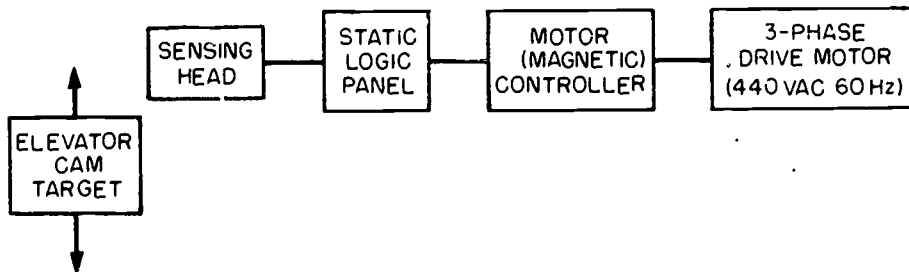 SENSING
HEAD
STATIC
LOGIC
PANEL
MOTOR
(MAGNETIC)
CONTROLLER
3-PHASE
DRIVE MOTOR
(440 VAC 60 Hz)
ELEVATOR
CAM
TARGET